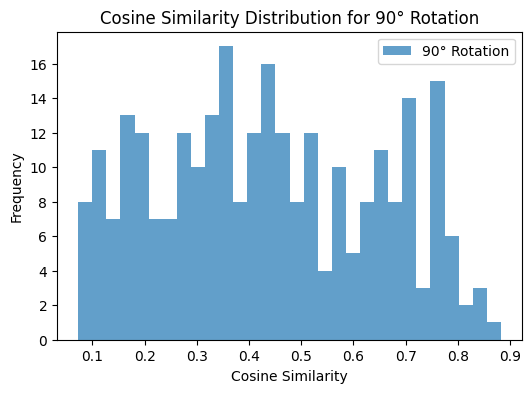 Cosine Similarity Distribution for 90° Rotation
90° Rotation
Frequency
16
14
12
10
8
6
4
2
0
0.1 0.2 0.3 0.4 0.5 0.6 0.7 0.8 0.9
Cosine Similarity